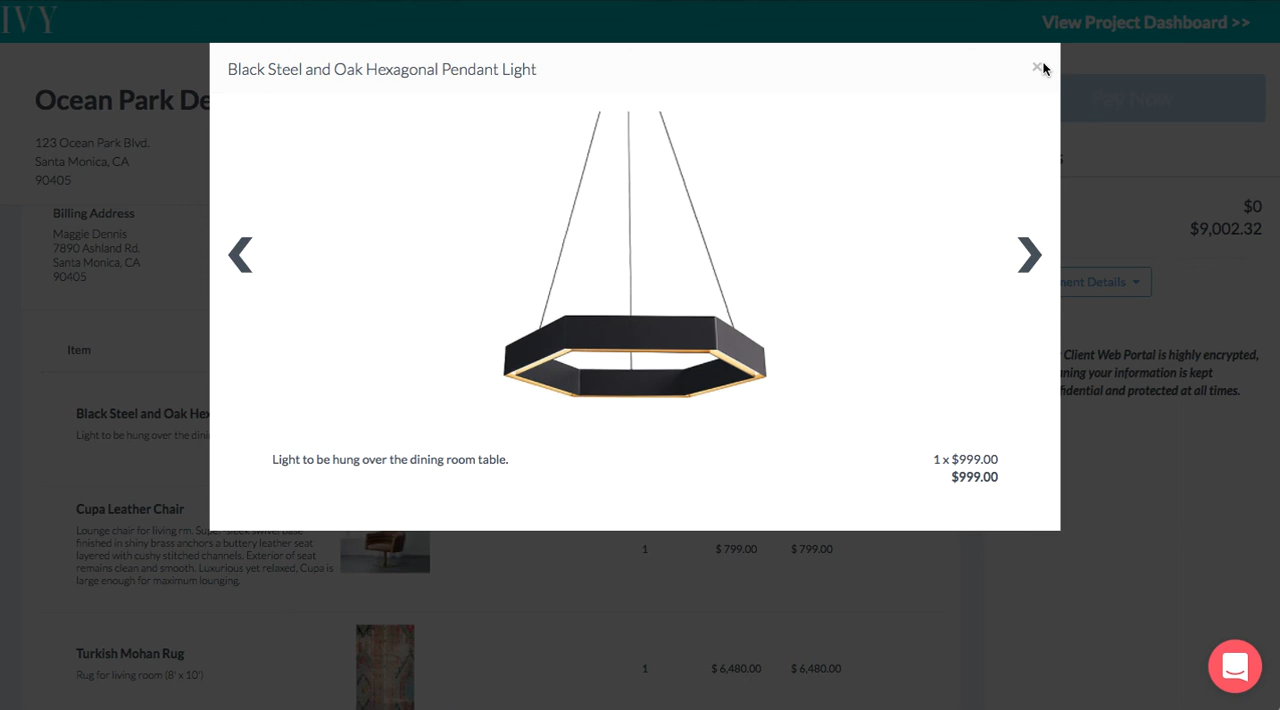 IVY
View Project Dashboard >>
Black Steel and Oak Hexagonal Pendant Light
×
Ocean Park De
Pay Now
123 Ocean Park Blvd.
Santa Monica, CA
90405
$0
$9,002.32
Billing Address
Maggie Dennis
7890 Ashland Rd.
Santa Monica, CA
90405
ent Details
Item
Client Web Portal is highly encrypted,
your information is kept
and protected at all times.
Black Steel and Oak Hex
Light to be hung over the dini
Light to be hung over the dining room table.
1 x $999.00
$999.00
Cupa Leather Chair
Lounge chair for living rm. Super sleek swivel base
finished in shiny brass anchors a buttery leather seat
layered with cushy stitched channels. Exterior of seat
remains clean and smooth. Luxurious yet relaxed, Cupa is
large enough for maximum lounging.
1
$ 799.00
$ 799.00
Turkish Mohan Rug
Rug for living room (8' x 10')
1
$ 6,480.00
$ 6,480.00